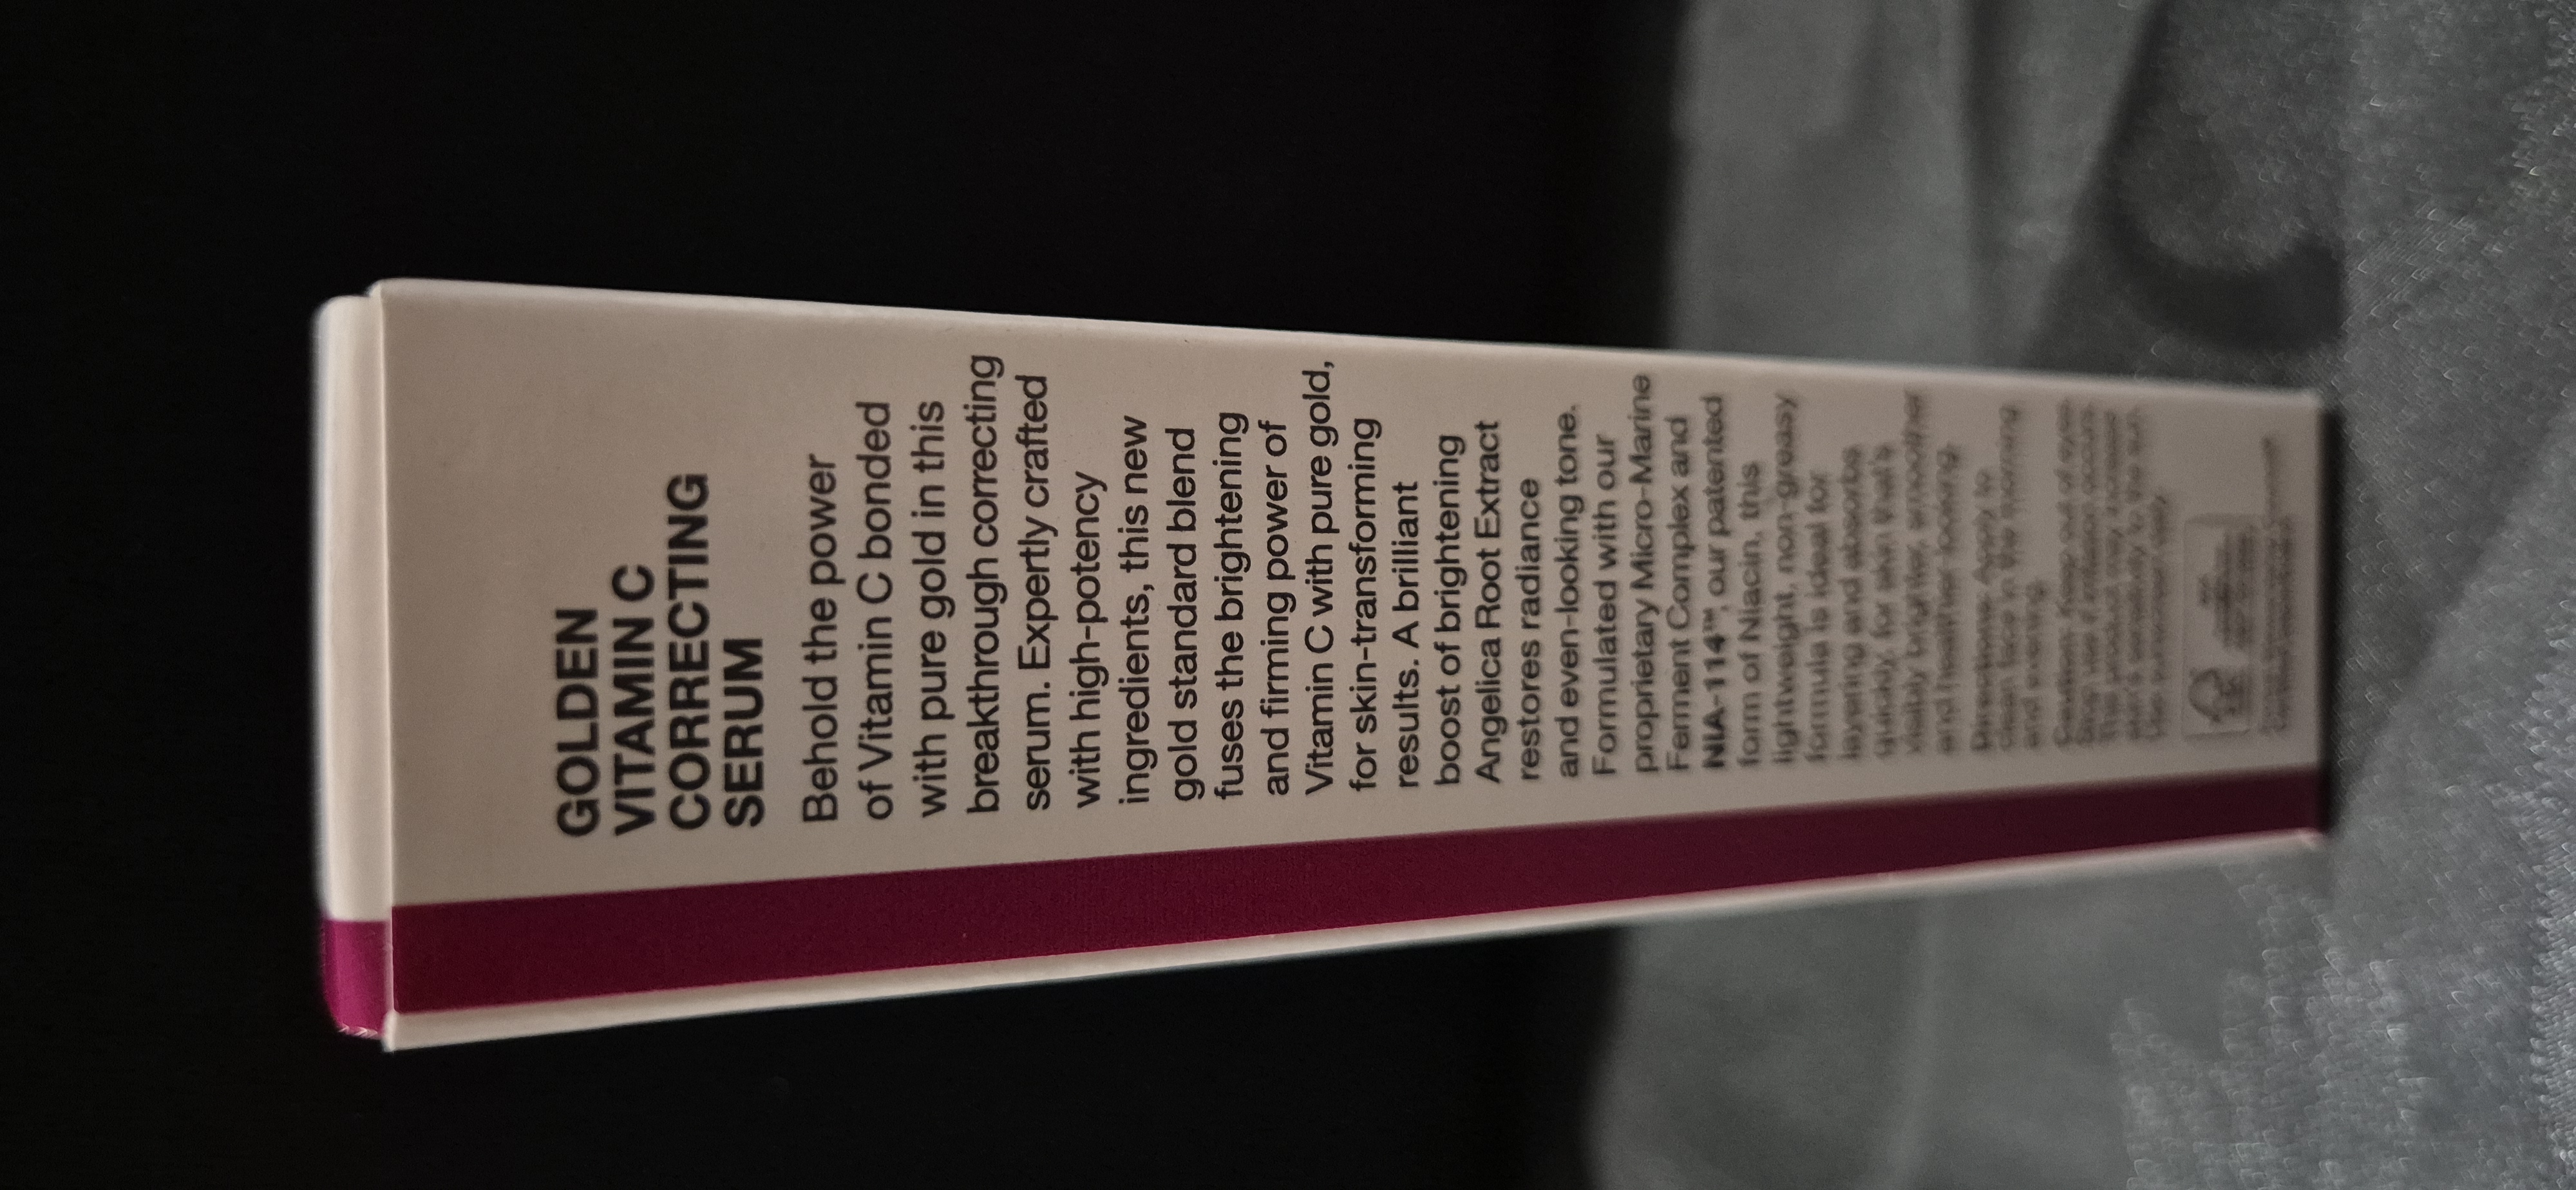 GOLDEN
VITAMIN C
CORRECTING
SERUM
Behold the power
of Vitamin C bonded
with pure gold in this
breakthrough correcting
serum. Expertly crafted
with high-potency
ingredients, this new
gold standard blend
fuses the brightening
and firming power of
Vitamin C with pure gold,
for skin-transforming
results. A brilliant
boost of brightening
Angelica Root Extract
restores radiance
and even-looking tone.
Formulated with our
proprietary Micro-Marine
Ferment Complex and
NIA-114™, our patented
form of Niacin, this
lightweight, non-greasy
formula is ideal for
layering and absorbs
quickly, for skin that's
visibly brighter, smoother
and healthier-looking.
Directions: Apply to
clean face in the morning
and evening.